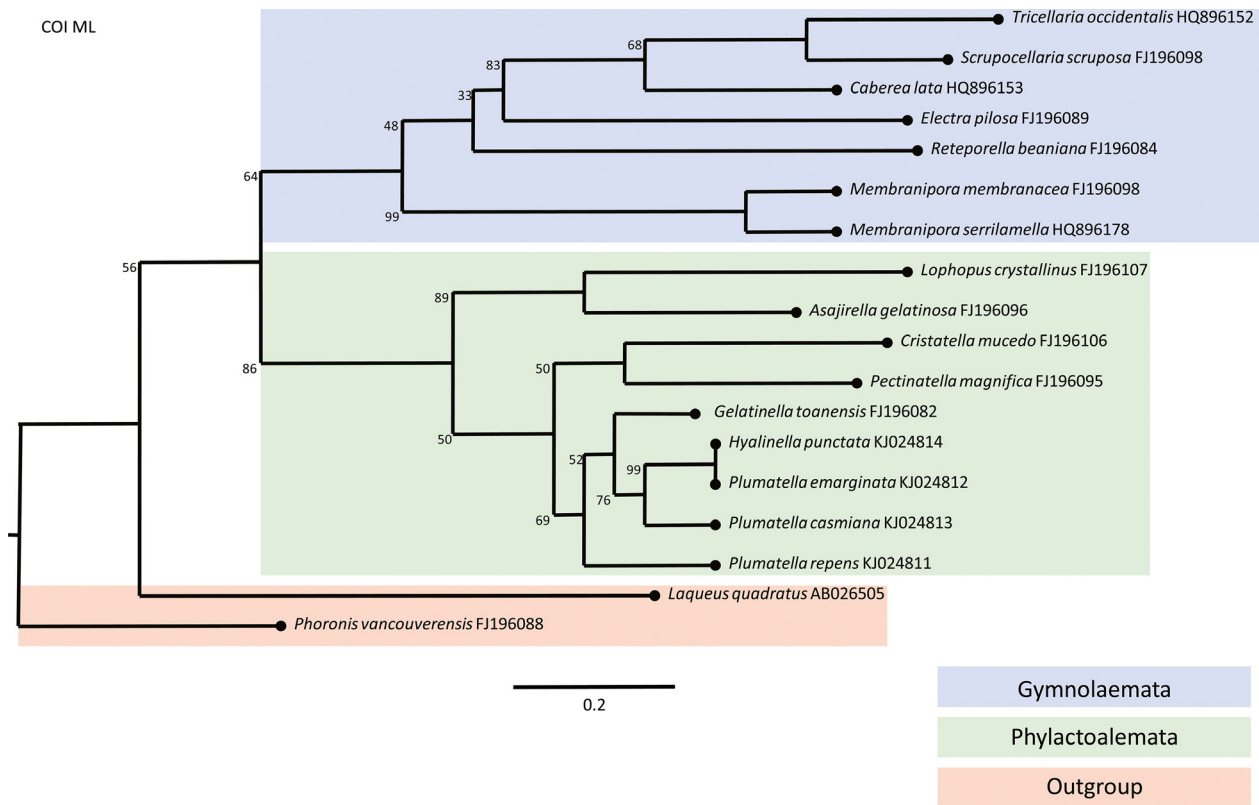 COI ML
Tricellaria occidentalis HQ896152
68
Scrupocellaria scruposa FJ196098
83
Caberea lata HQ896153
33
Electra pilosa FJ196089
48
Reteporella beaniana FJ196084
64
Membranipora membranacea FJ196098
99
Membranipora serrilamella HQ896178
56
Lophopus crystallinus FJ196107
89
Asajirella gelatinosa FJ196096
Cristatella mucedo FJ196106
86
50
Pectinatella magnifica FJ196095
Gelatinella toanensis FJ196082
50
Hyalinella punctata KJ024814
52
99
Plumatella emarginata KJ024812
76
69
Plumatella casmiana KJ024813
Plumatella repens KJ024811
Laqueus quadratus AB026505
Phoronis vancouverensis FJ196088
0.2
Gymnolaemata
Phylactoalemata
Outgroup